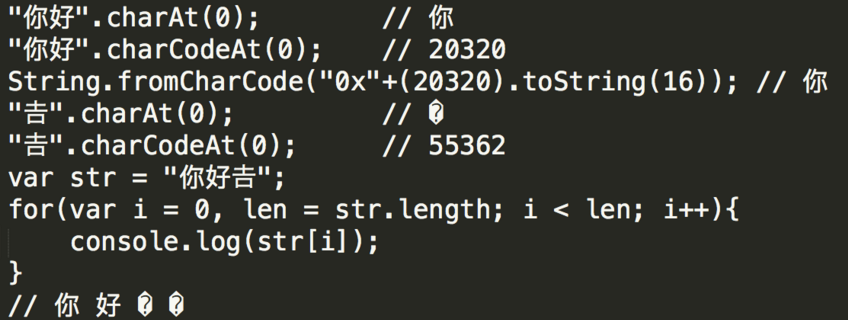 "你好".charAt(0);        // 你
"你好".charCodeAt(0);    // 20320
String.fromCharCode("0x"+(20320).toString(16)); // 你
"𠮷".charAt(0);         // �
"𠮷".charCodeAt(0);     // 55362
var str = "你好𠮷";
for(var i = 0, len = str.length; i < len; i++){
    console.log(str[i]);
}
// 你 好 � �